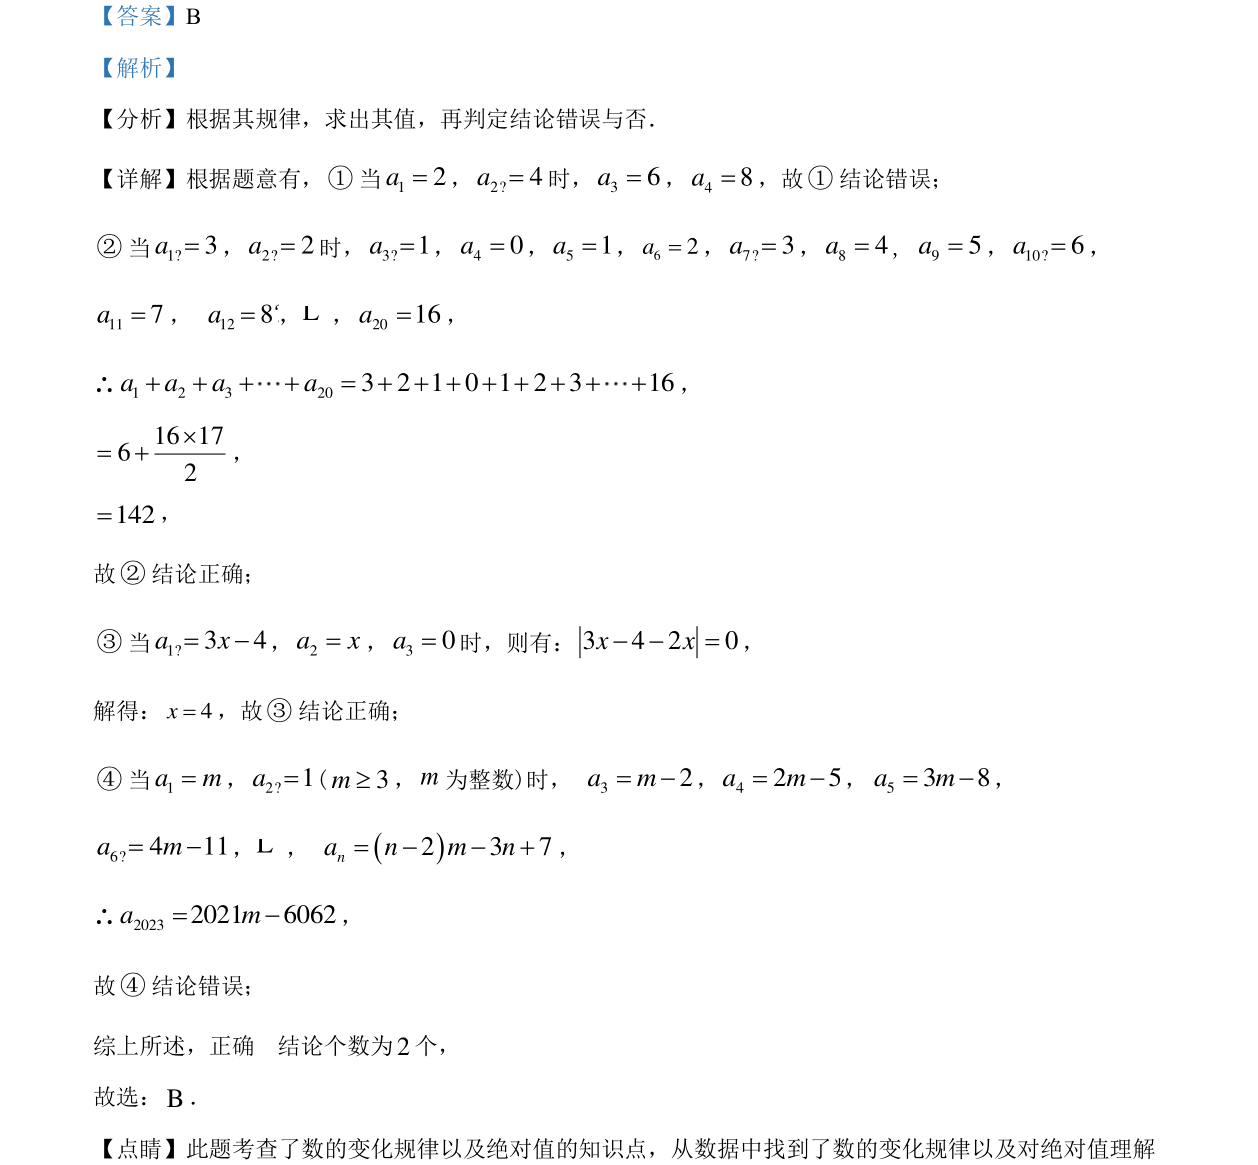 【答案】B
【解析】
【分析】根据其规律，求出其值，再判定结论错误与否．
【详解】根据题意有，①当a₁=2，a₂?=4时，a₃=6，a₄=8，故①结论错误；
②当a₁?=3，a₂?=2时，a₃?=1，a₄=0，a₅=1，a₆=2，a₇?=3，a₈=4，a₉=5，a₁₀?=6，
a₁₁=7， a₁₂=8‘，L ，a₂₀=16，
∴a₁+a₂+a₃+⋯+a₂₀=3+2+1+0+1+2+3+⋯+16，
=6+\frac{16×17}{2}，
=142，
故②结论正确；
③当a₁?=3x−4，a₂=x，a₃=0时，则有：|3x−4−2x|=0，
解得：x=4，故③结论正确；
④当a₁=m，a₂?=1(m≥3，m为整数)时， a₃=m−2，a₄=2m−5，a₅=3m−8，
a₆?=4m−11，L ， aₙ=(n−2)m−3n+7，
∴a₂₀₂₃=2021m−6062，
故④结论错误；
综上所述，正确 结论个数为2个，
故选：B．
【点睛】此题考查了数的变化规律以及绝对值的知识点，从数据中找到了数的变化规律以及对绝对值理解